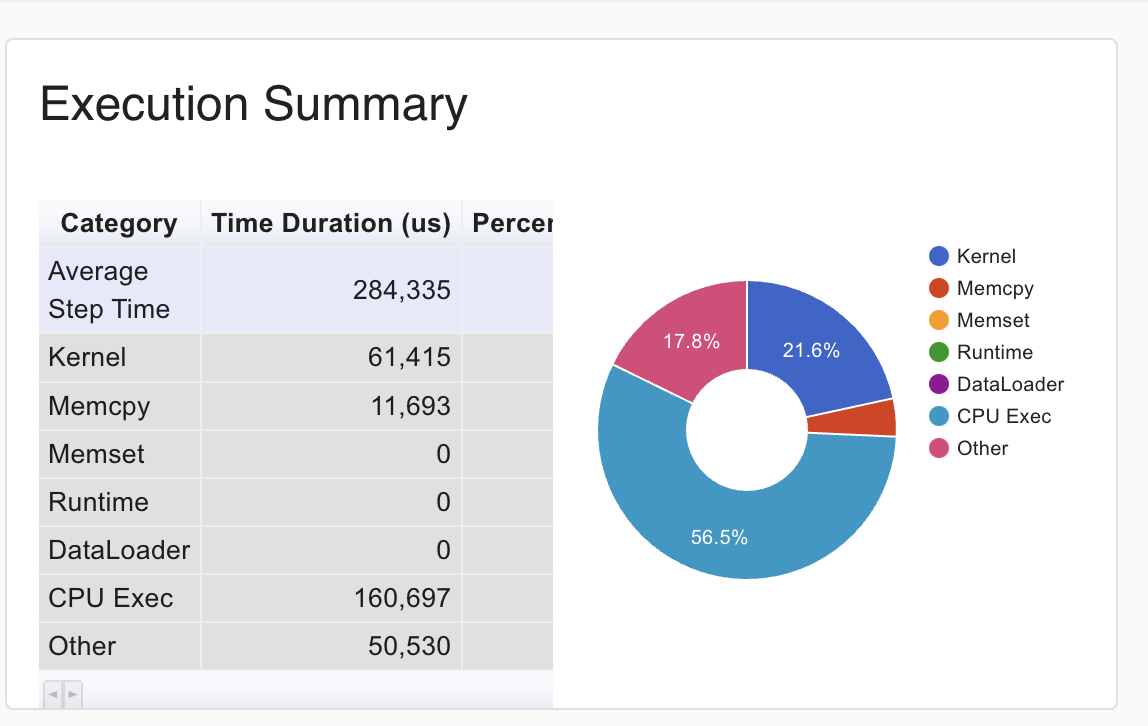 Execution Summary
Category Time Duration (us) Percen
Average
Step Time 284,335
Kernel 61,415
Memcpy 11,693
Memset 0
Runtime 0
DataLoader 0
CPU Exec 160,697
Other 50,530
17.8%
21.6%
56.5%
Kernel
Memcpy
Memset
Runtime
DataLoader
CPU Exec
Other